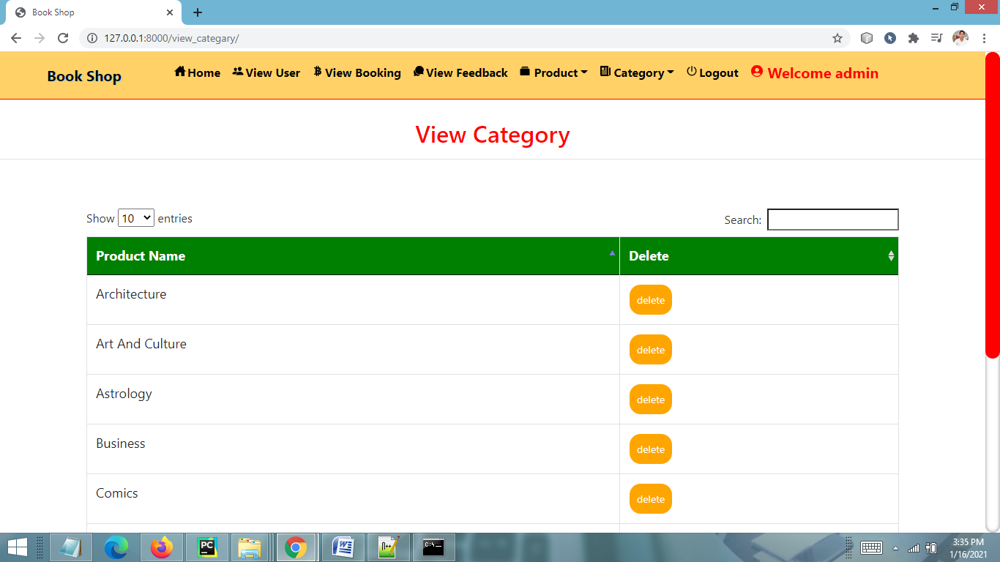 Book Shop
127.0.0.1:8000/view_categary/
Book Shop Home View User View Booking View Feedback Product Category Logout Welcome admin
View Category
Show 10 entries Search:
Product Name Delete
Architecture delete
Art And Culture delete
Astrology delete
Business delete
Comics delete
PC
W
C:\_
3:35 PM
1/16/2021